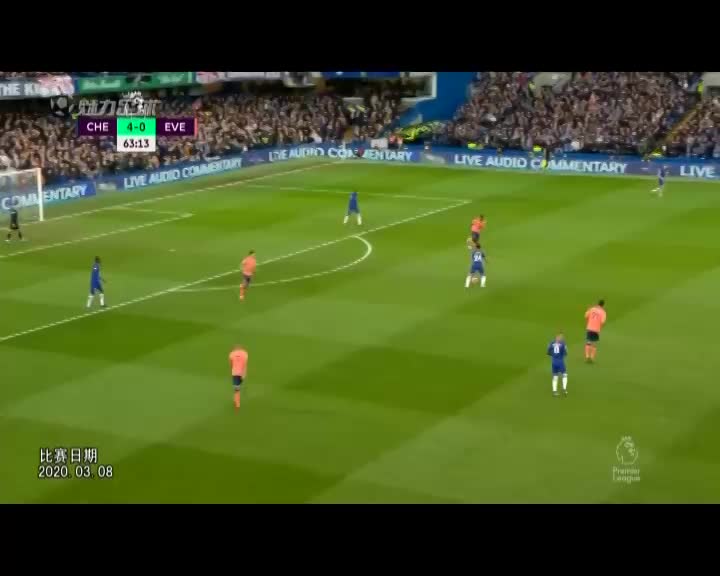 THE K
CHE 4-0 EVE
63:13
LIVE AUDIO COMMENTARY
LIVE AUDIO COMMENTARY
LIVE
COMMENTARY
LIVE AUDIO COMMENTARY
比赛日期
2020.03.08
Premier
League